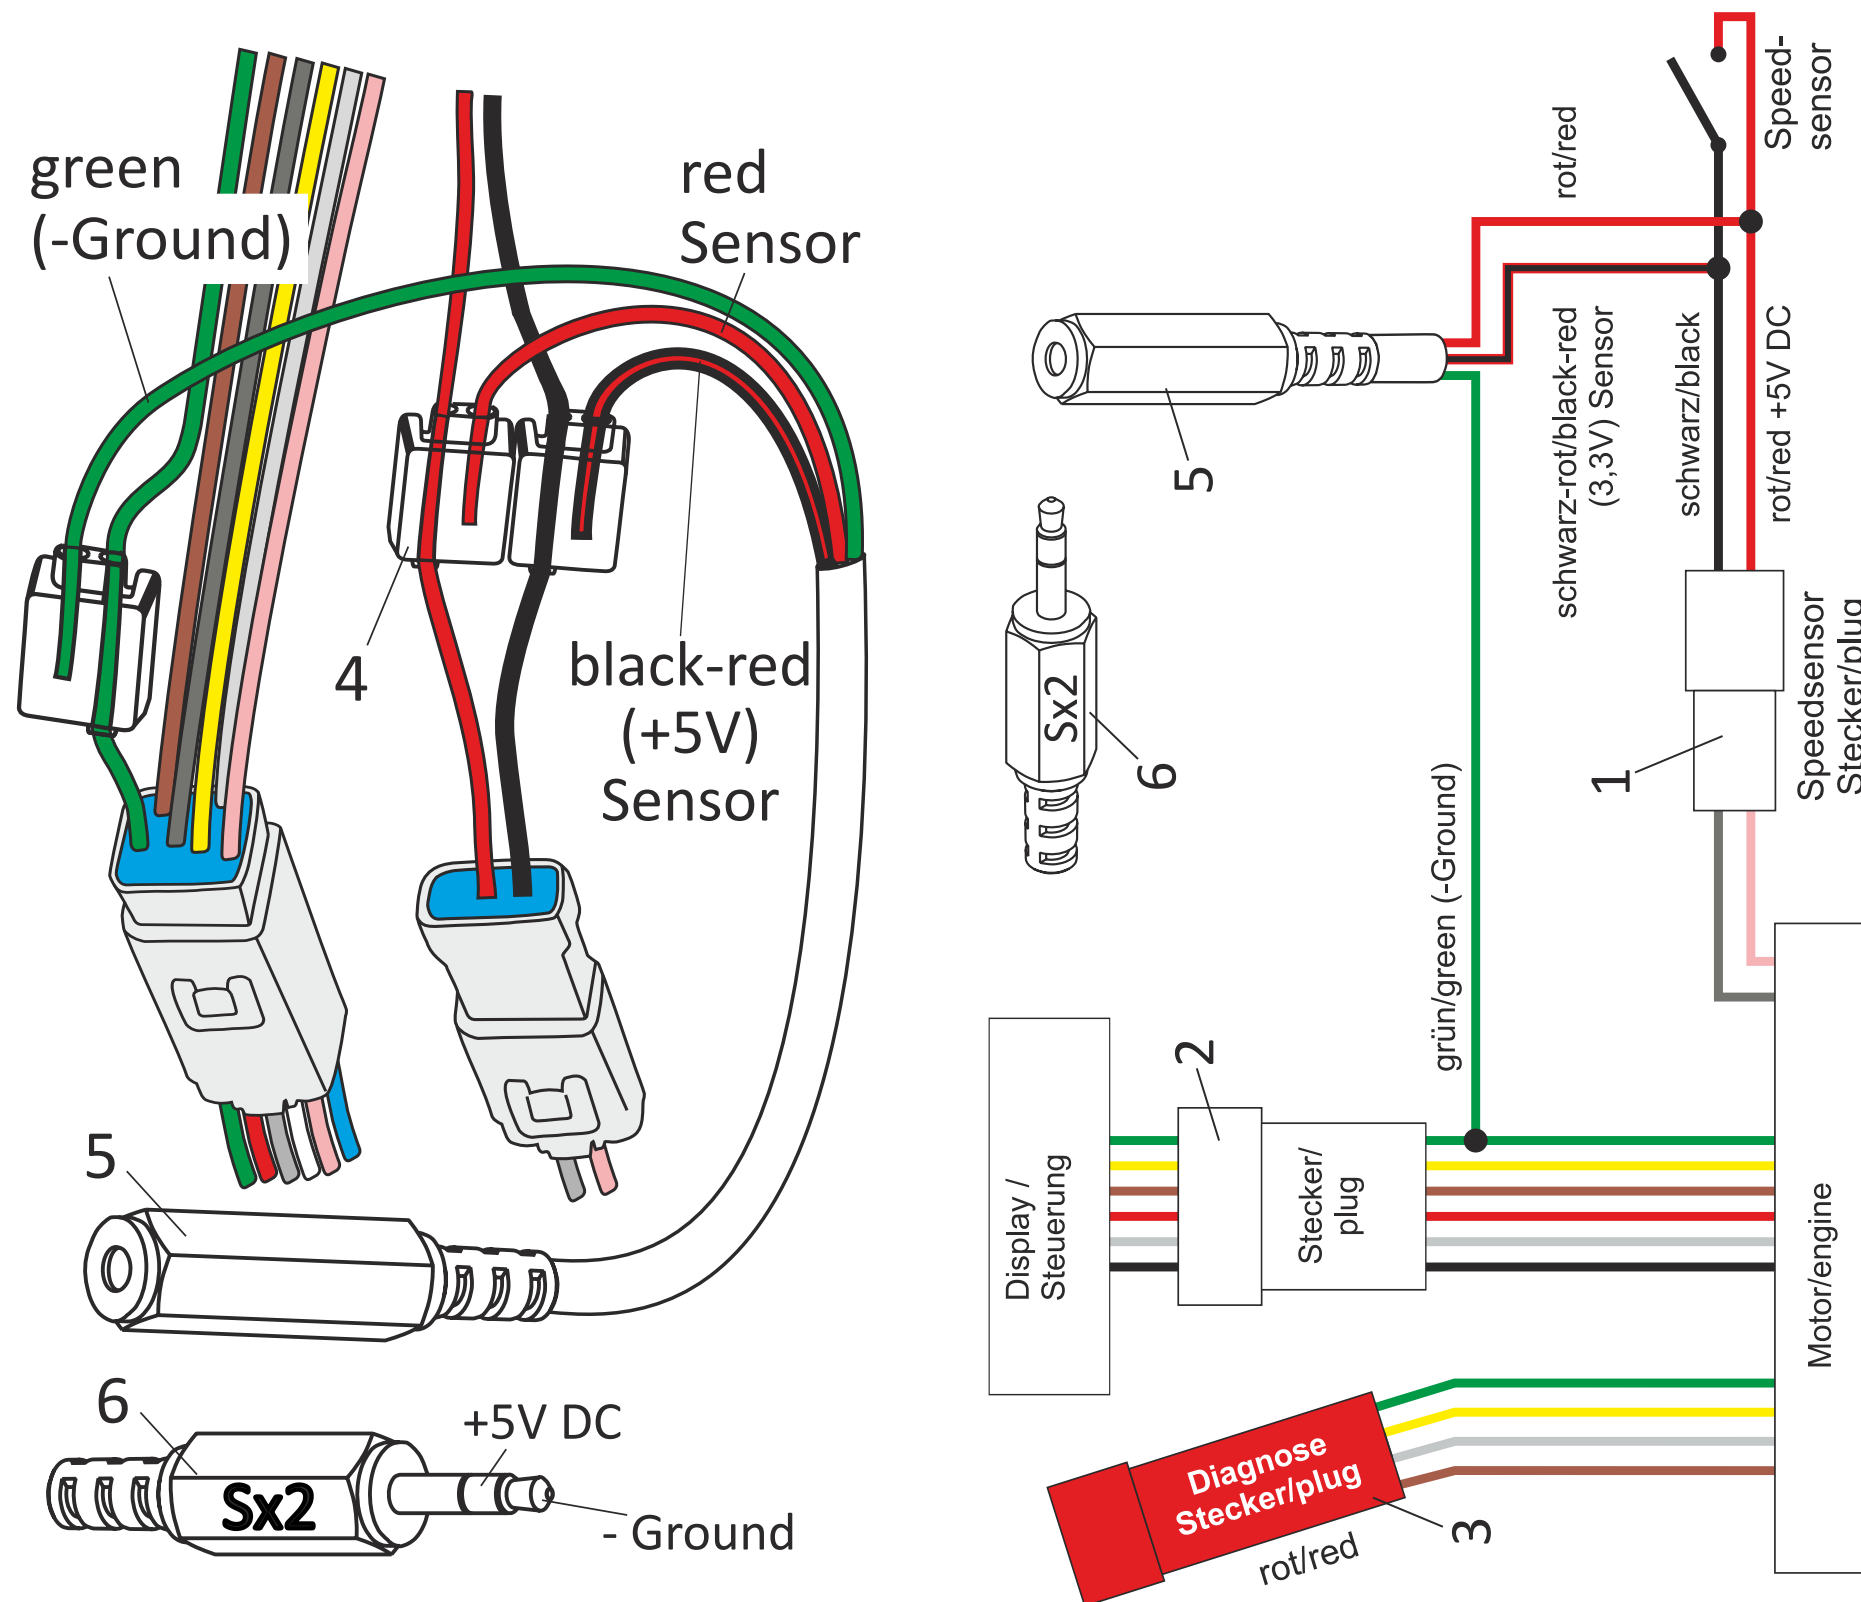 green
(-Ground)
red
Sensor
4
black-red
(+5V)
Sensor
5
6
Sx2
+5V DC
- Ground
Speed-
sensor
rot/red
schwarz-rot/black-red
(3,3V) Sensor
schwarz/black
rot/red +5V DC
5
Sx2
6
1
Speedsensor
Stecker/plug
grün/green (-Ground)
2
Display /
Steuerung
Stecker/
plug
Motor/engine
Diagnose
Stecker/plug
rot/red
3